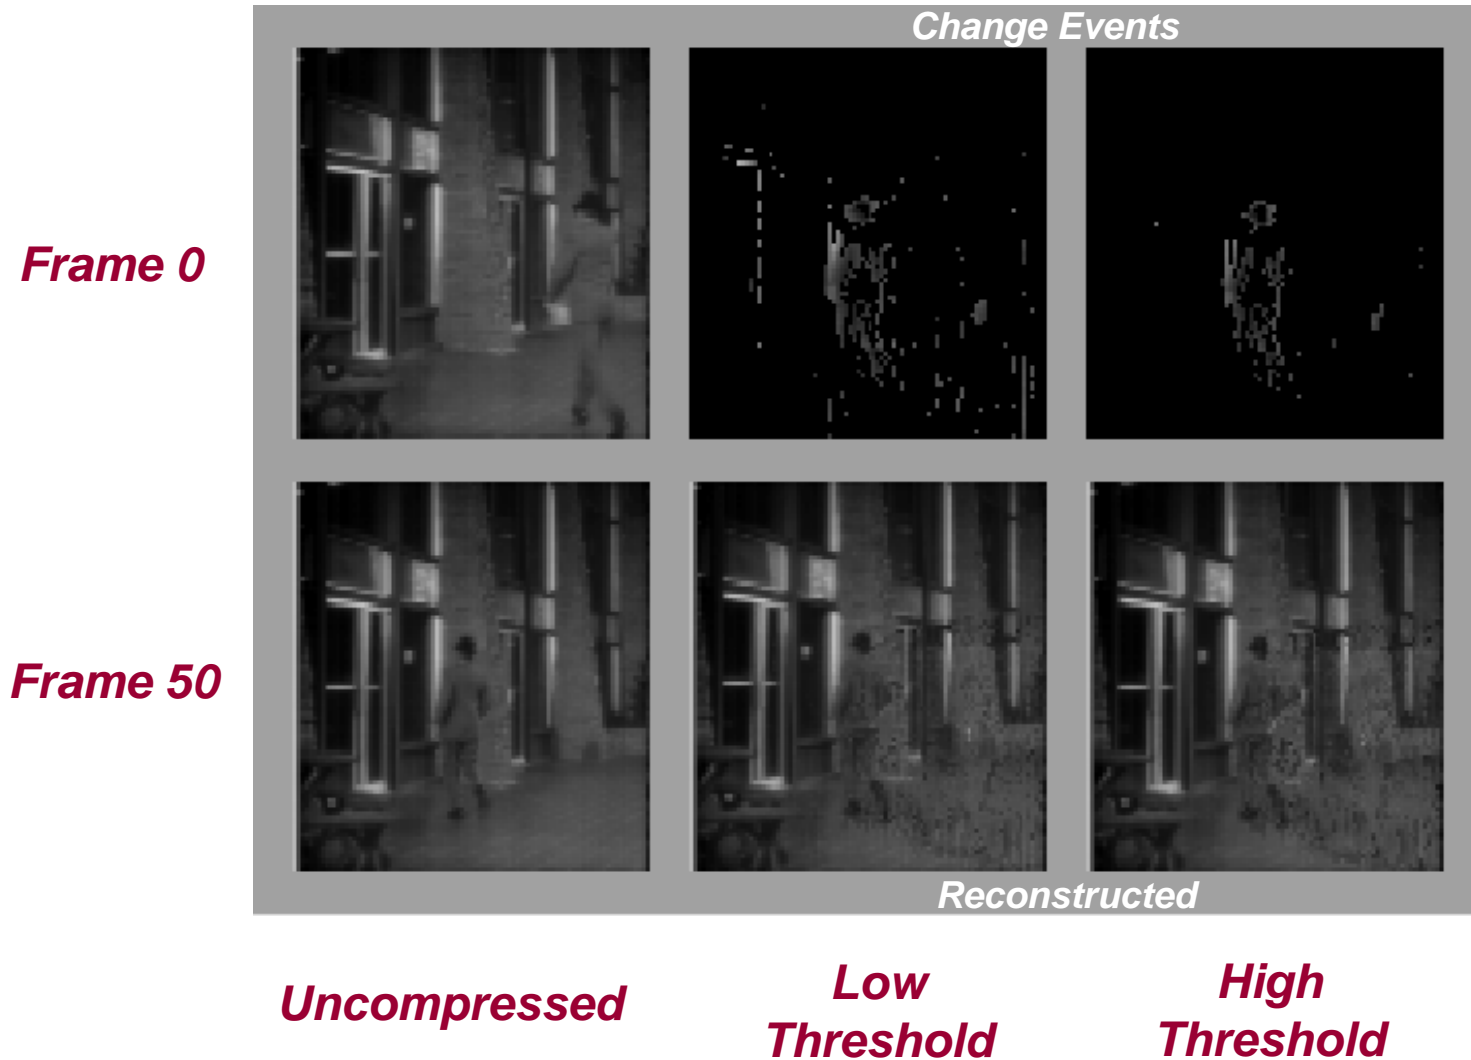 Change Events
Frame 0
Frame 50
Reconstructed
Uncompressed
Low
Threshold
High
Threshold